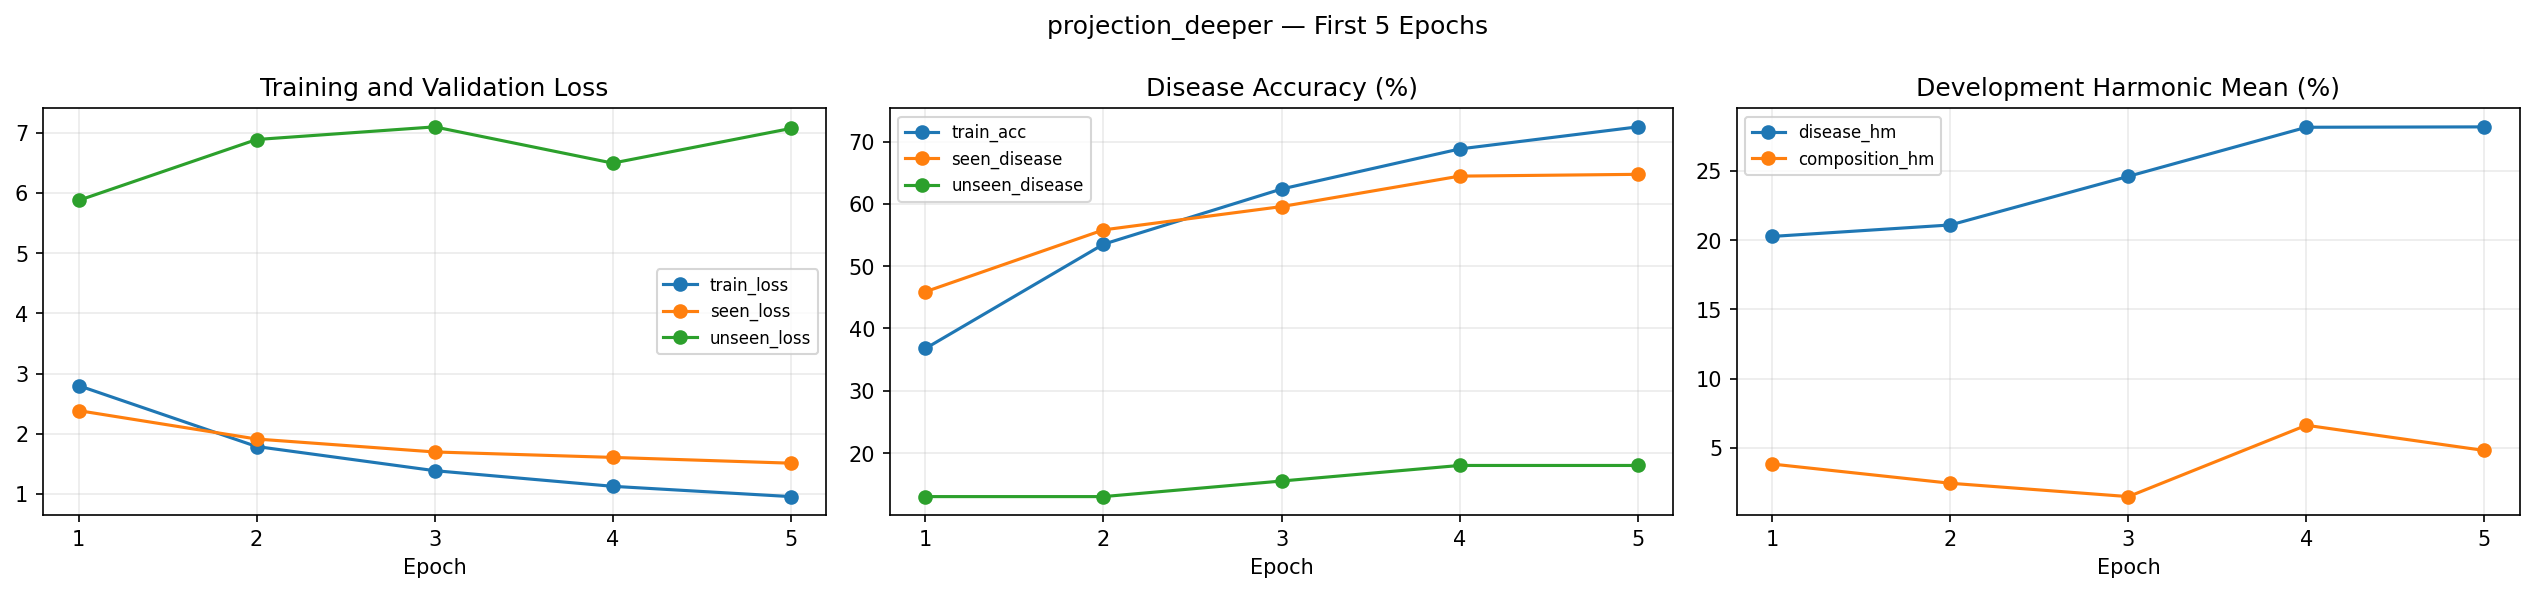 projection_deeper — First 5 Epochs
Training and Validation Loss
7
6
5
4
3
2
1
train_loss
seen_loss
unseen_loss
1 2 3 4 5
Epoch
Disease Accuracy (%)
70
60
50
40
30
20
train_acc
seen_disease
unseen_disease
1 2 3 4 5
Epoch
Development Harmonic Mean (%)
25
20
15
10
5
disease_hm
composition_hm
1 2 3 4 5
Epoch